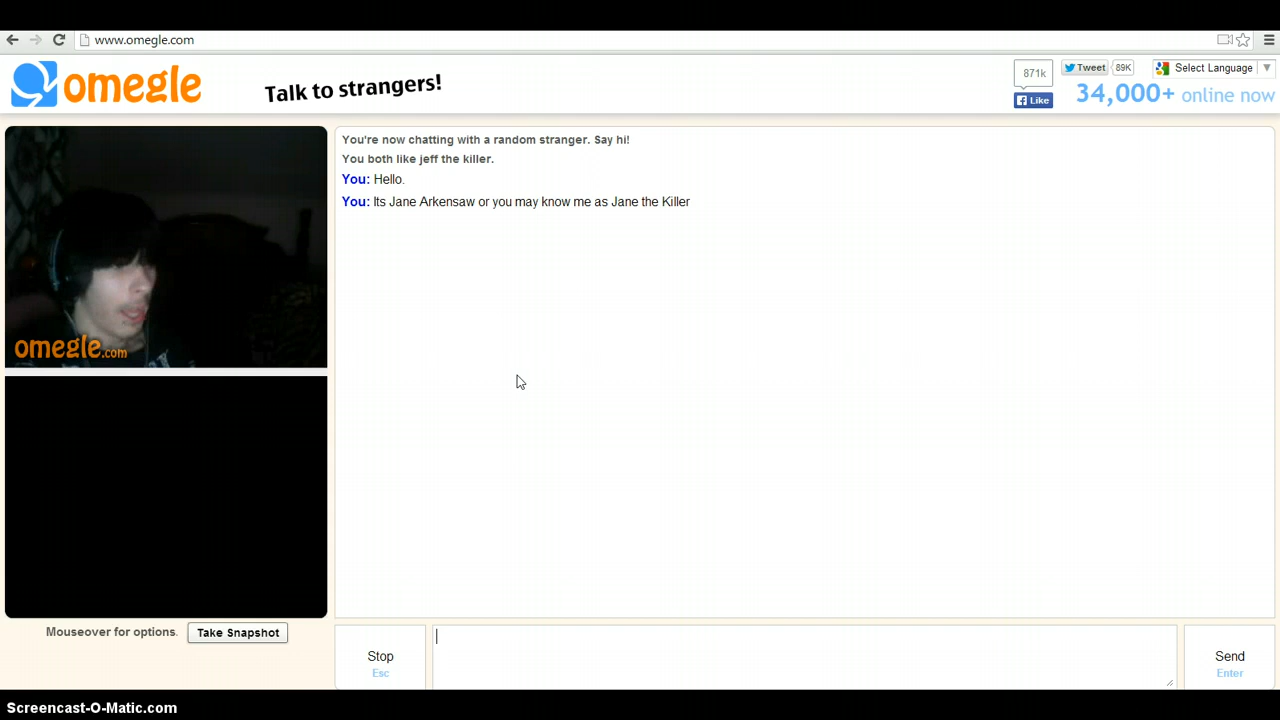 www.omegle.com
omegle
Talk to strangers!
871k
Like
Tweet
89K
Select Language
34,000+ online now
You're now chatting with a random stranger. Say hi!
You both like jeff the killer.
You: Hello.
You: Its Jane Arkensaw or you may know me as Jane the Killer
omegle.com
Mouseover for options.
Take Snapshot
Stop
Esc
Send
Enter
Screencast-O-Matic.com